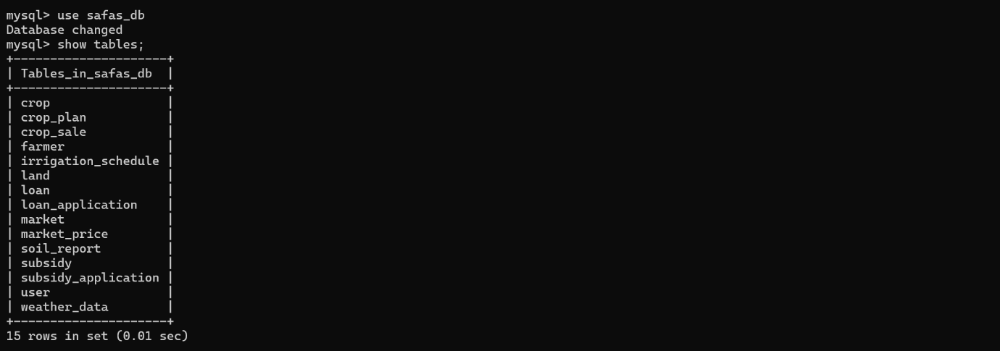 mysql> use safas_db
Database changed
mysql> show tables;
+---------------------+
| Tables_in_safas_db  |
+---------------------+
| crop                |
| crop_plan           |
| crop_sale           |
| farmer              |
| irrigation_schedule |
| land                |
| loan                |
| loan_application    |
| market              |
| market_price        |
| soil_report         |
| subsidy             |
| subsidy_application |
| user                |
| weather_data        |
+---------------------+
15 rows in set (0.01 sec)